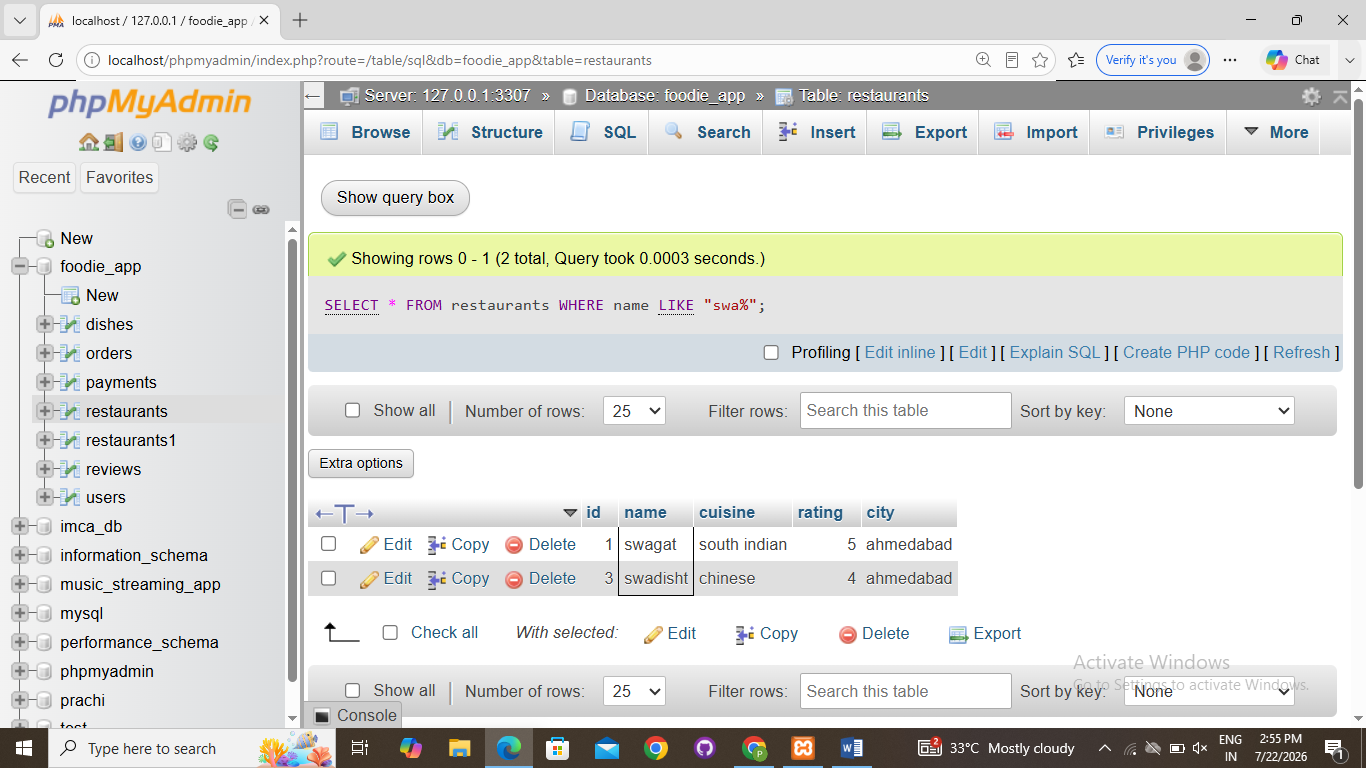 localhost / 127.0.0.1 / foodie_app
localhost/phpmyadmin/index.php?route=/table/sql&db=foodie_app&table=restaurants
Verify it's you
Chat
phpMyAdmin
Recent
Favorites
New
foodie_app
New
dishes
orders
payments
restaurants
restaurants1
reviews
users
imca_db
information_schema
music_streaming_app
mysql
performance_schema
phpmyadmin
prachi
test
Server: 127.0.0.1:3307 » Database: foodie_app » Table: restaurants
Browse Structure SQL Search Insert Export Import Privileges More
Show query box
Showing rows 0 - 1 (2 total, Query took 0.0003 seconds.)
SELECT * FROM restaurants WHERE name LIKE "swa%";
Profiling [ Edit inline ] [ Edit ] [ Explain SQL ] [ Create PHP code ] [ Refresh ]
Show all Number of rows: 25 Filter rows: Search this table Sort by key: None
Extra options
id name cuisine rating city
Edit Copy Delete 1 swagat south indian 5 ahmedabad
Edit Copy Delete 3 swadisht chinese 4 ahmedabad
Check all With selected: Edit Copy Delete Export
Show all Number of rows: 25 Filter rows: Search this table Sort by key: None
Activate Windows
Go to Settings to activate Windows.
Console
Type here to search
33°C Mostly cloudy
ENG
IN
2:55 PM
7/22/2026